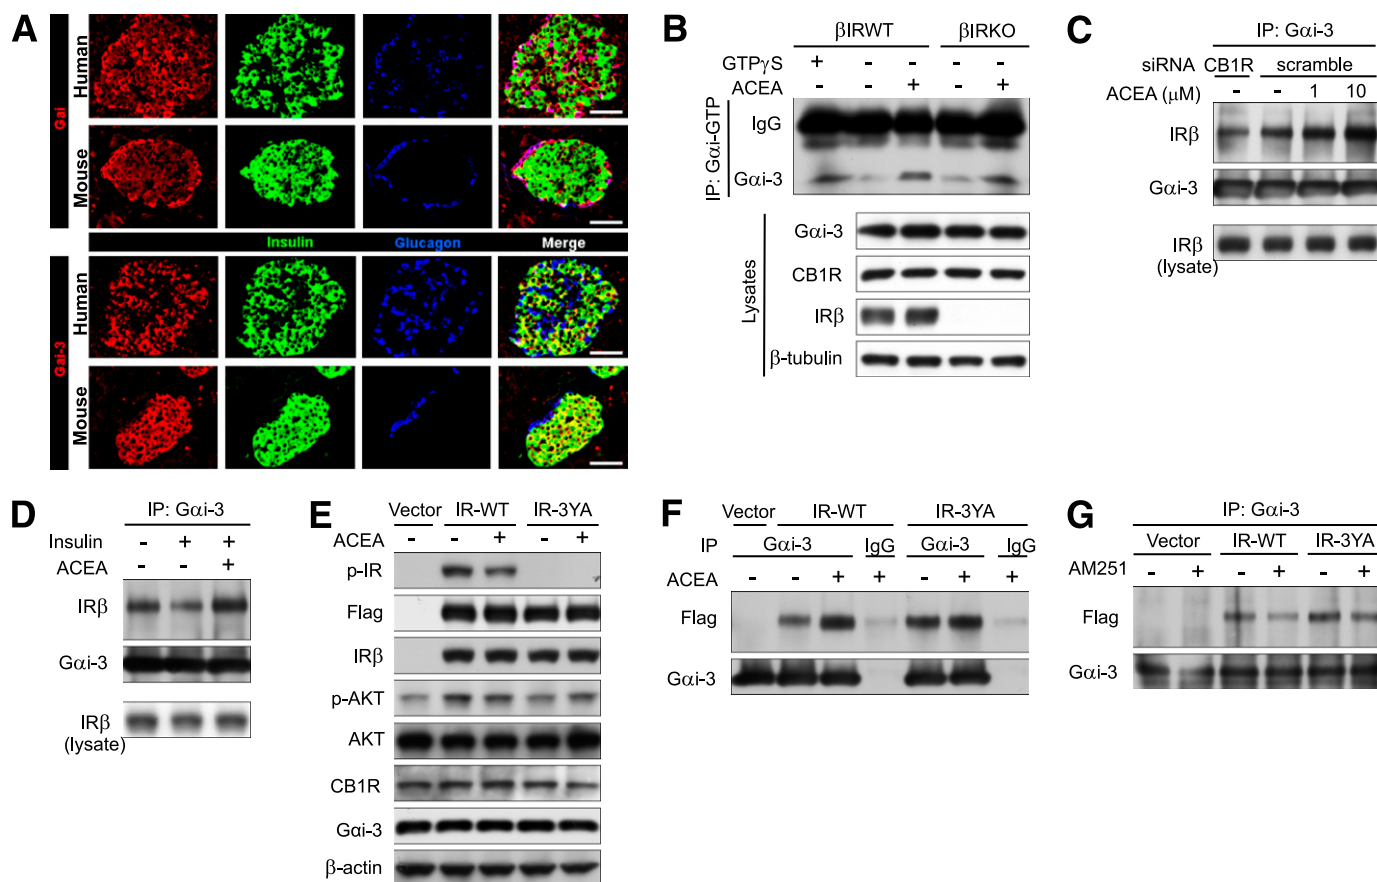 A
Human
Gαi
Mouse
Insulin Glucagon Merge
Human
Gαi-3
Mouse
B
βIRWT βIRKO
GTPγS + - - - -
ACEA - - + - +
IP: Gαi-GTP
IgG
Gαi-3
Lysates
Gαi-3
CB1R
IRβ
β-tubulin
C
IP: Gαi-3
siRNA CB1R scramble
ACEA (μM) - - 1 10
IRβ
Gαi-3
IRβ
(lysate)
D
IP: Gαi-3
Insulin - + +
ACEA +
IRβ
Gαi-3
IRβ
(lysate)
E
Vector IR-WT IR-3YA
ACEA - - + - +
p-IR
Flag
IRβ
p-AKT
AKT
CB1R
Gαi-3
β-actin
F
Vector IR-WT IR-3YA
IP Gαi-3 IgG Gαi-3 IgG
ACEA - - + + - + +
Flag
Gαi-3
G
IP: Gαi-3
Vector IR-WT IR-3YA
AM251 - + - + - +
Flag
Gαi-3